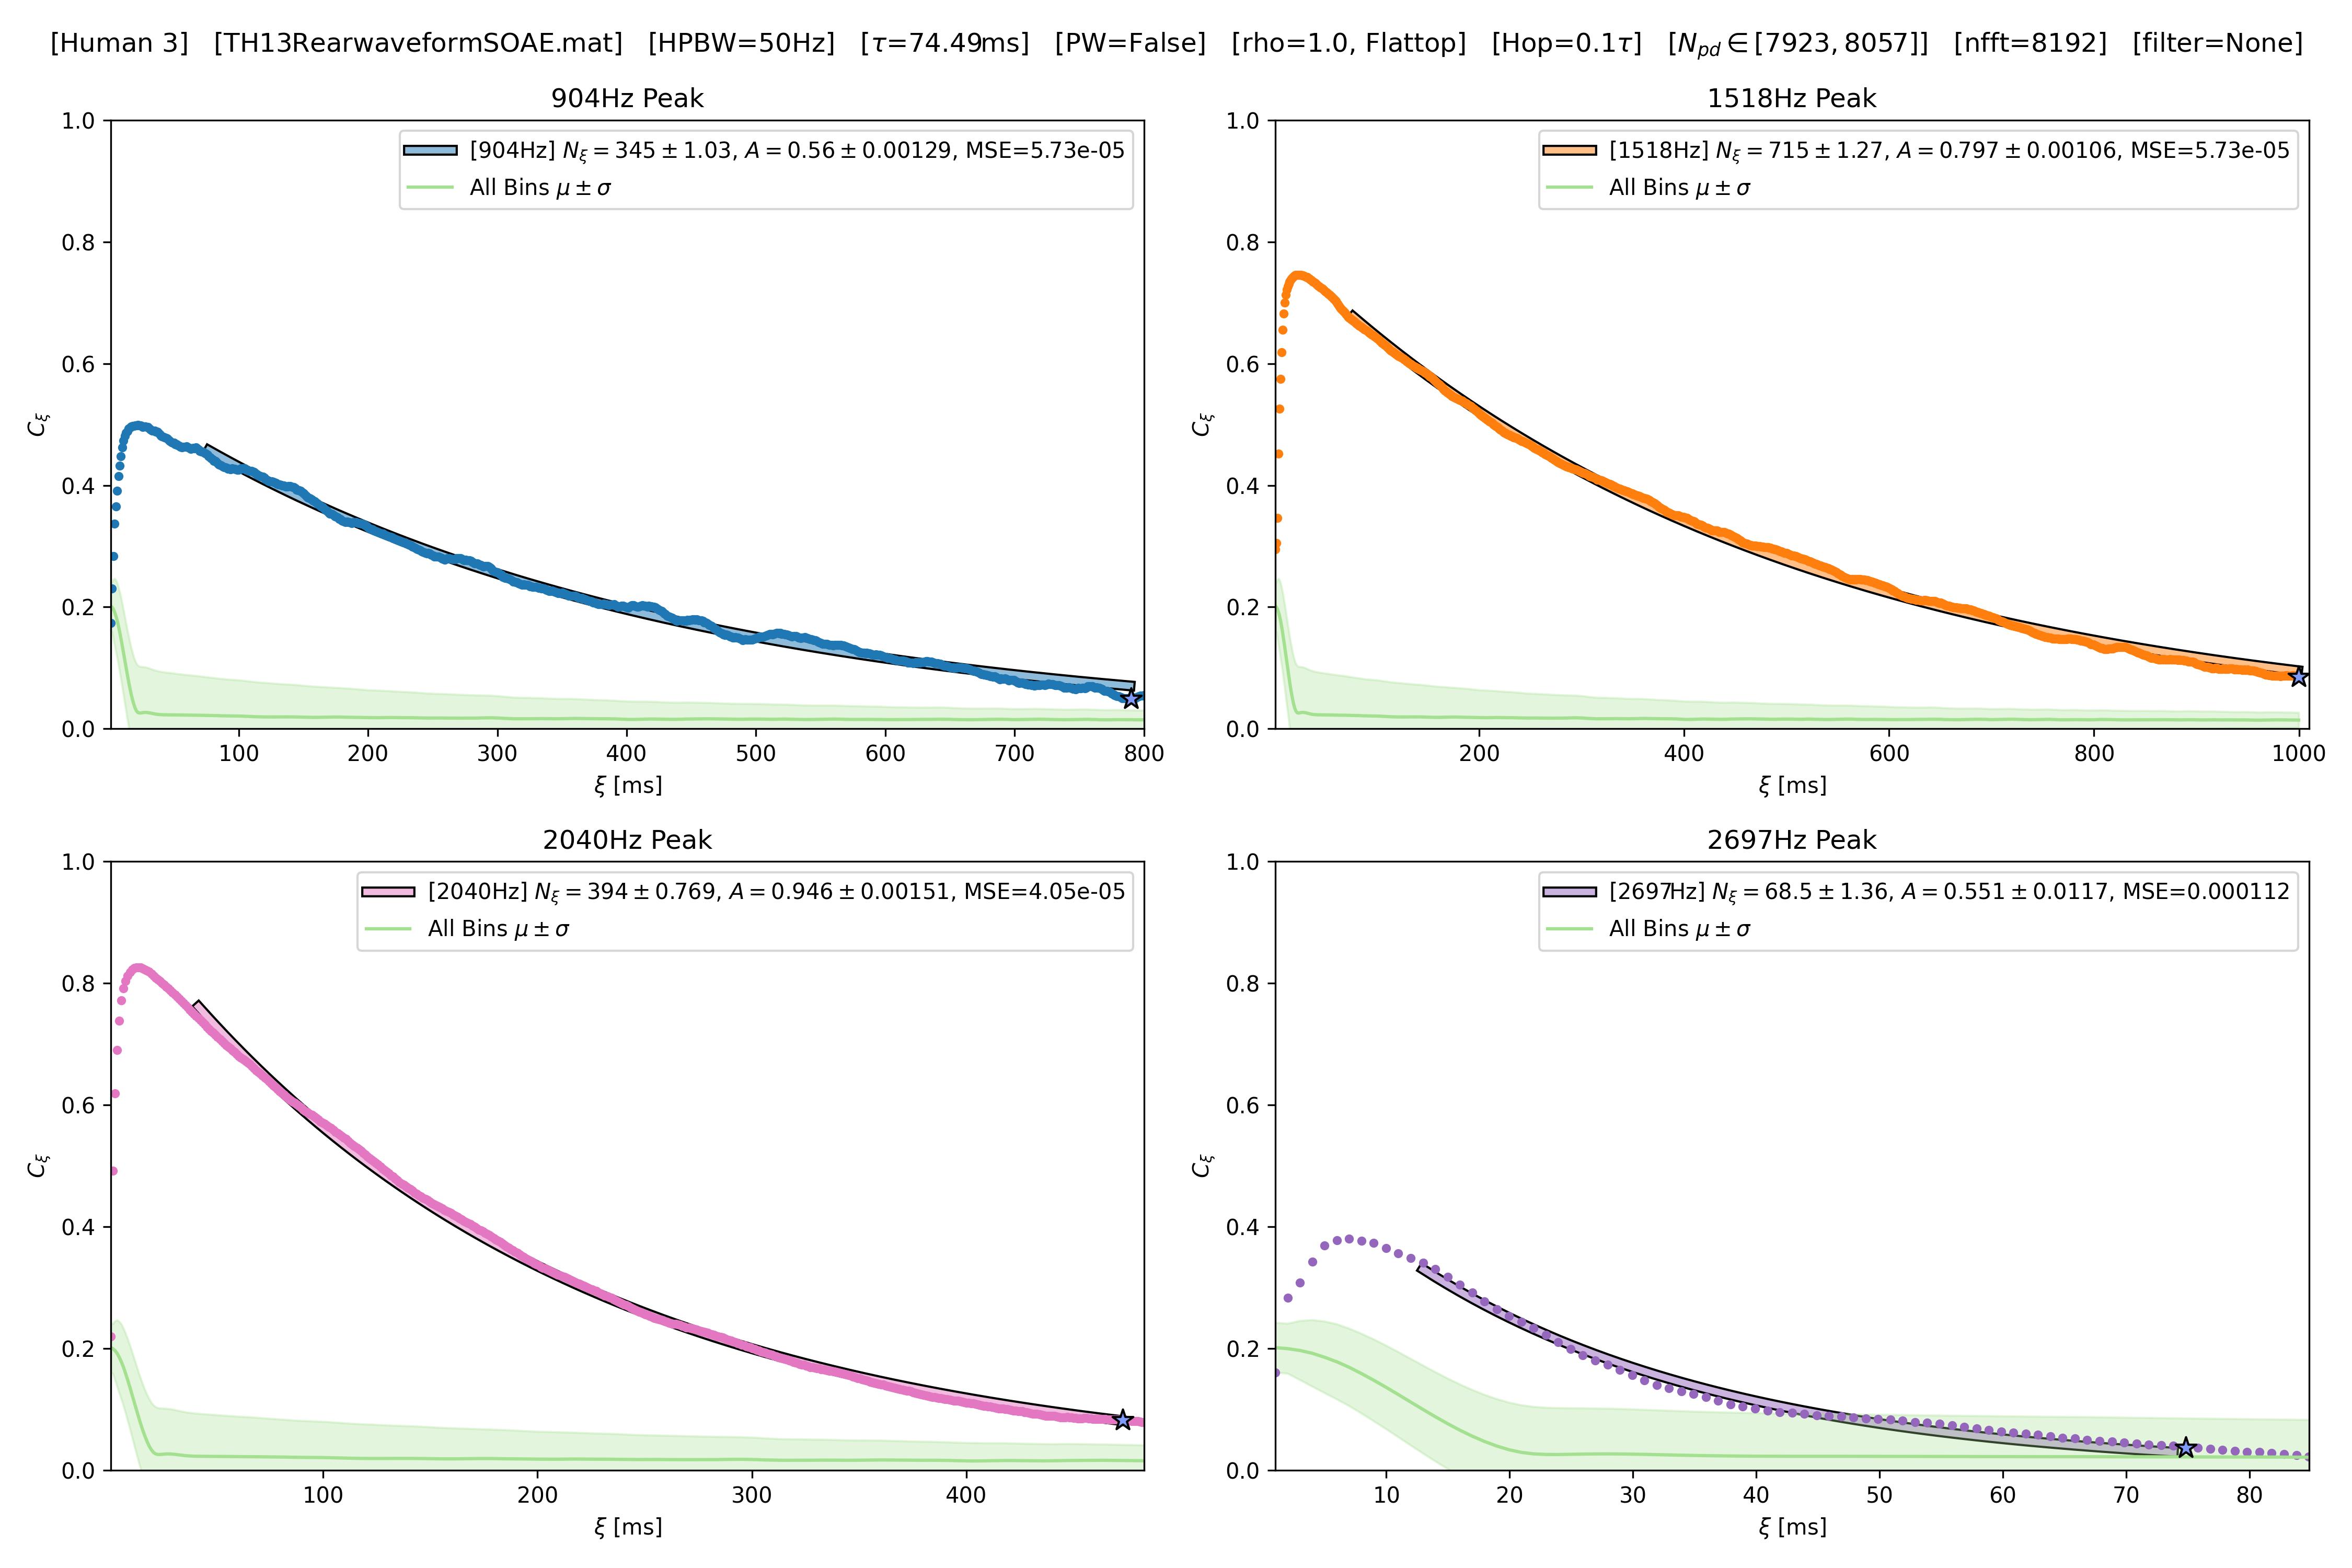 [Human 3] [TH13RearwaveformSOAE.mat] [HPBW=50Hz] [τ=74.49ms] [PW=False] [rho=1.0, Flattop] [Hop=0.1τ] [N_pd ∈ [7923, 8057]] [nfft=8192] [filter=None]
904Hz Peak
[904Hz] N_ξ = 345 ± 1.03, A = 0.56 ± 0.00129, MSE=5.73e-05
All Bins μ ± σ
1.0
0.8
0.6
0.4
0.2
0.0
C_ξ
100 200 300 400 500 600 700 800
ξ [ms]
1518Hz Peak
[1518Hz] N_ξ = 715 ± 1.27, A = 0.797 ± 0.00106, MSE=5.73e-05
All Bins μ ± σ
1.0
0.8
0.6
0.4
0.2
0.0
C_ξ
200 400 600 800 1000
ξ [ms]
2040Hz Peak
[2040Hz] N_ξ = 394 ± 0.769, A = 0.946 ± 0.00151, MSE=4.05e-05
All Bins μ ± σ
1.0
0.8
0.6
0.4
0.2
0.0
C_ξ
100 200 300 400
ξ [ms]
2697Hz Peak
[2697Hz] N_ξ = 68.5 ± 1.36, A = 0.551 ± 0.0117, MSE=0.000112
All Bins μ ± σ
1.0
0.8
0.6
0.4
0.2
0.0
C_ξ
10 20 30 40 50 60 70 80
ξ [ms]